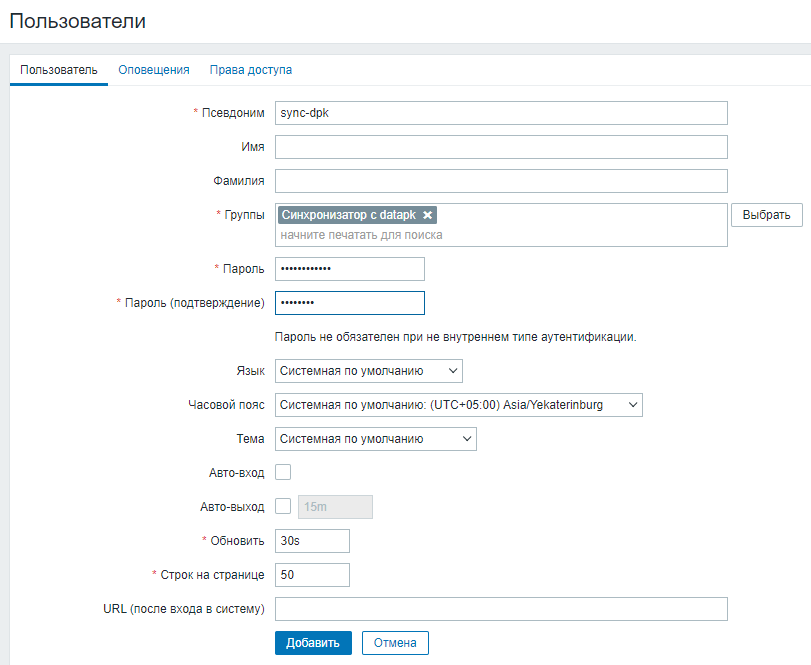 Пользователи
Пользователь Оповещения Права доступа
* Псевдоним sync-dpk
Имя
Фамилия
* Группы Синхронизатор с datapk ✖ Выбрать
начните печатать для поиска
* Пароль ••••••••••••
* Пароль (подтверждение) ••••••••
Пароль не обязателен при не внутреннем типе аутентификации.
Язык Системная по умолчанию
Часовой пояс Системная по умолчанию: (UTC+05:00) Asia/Yekaterinburg
Тема Системная по умолчанию
Авто-вход
Авто-выход 15m
* Обновить 30s
* Строк на странице 50
URL (после входа в систему)
Добавить Отмена